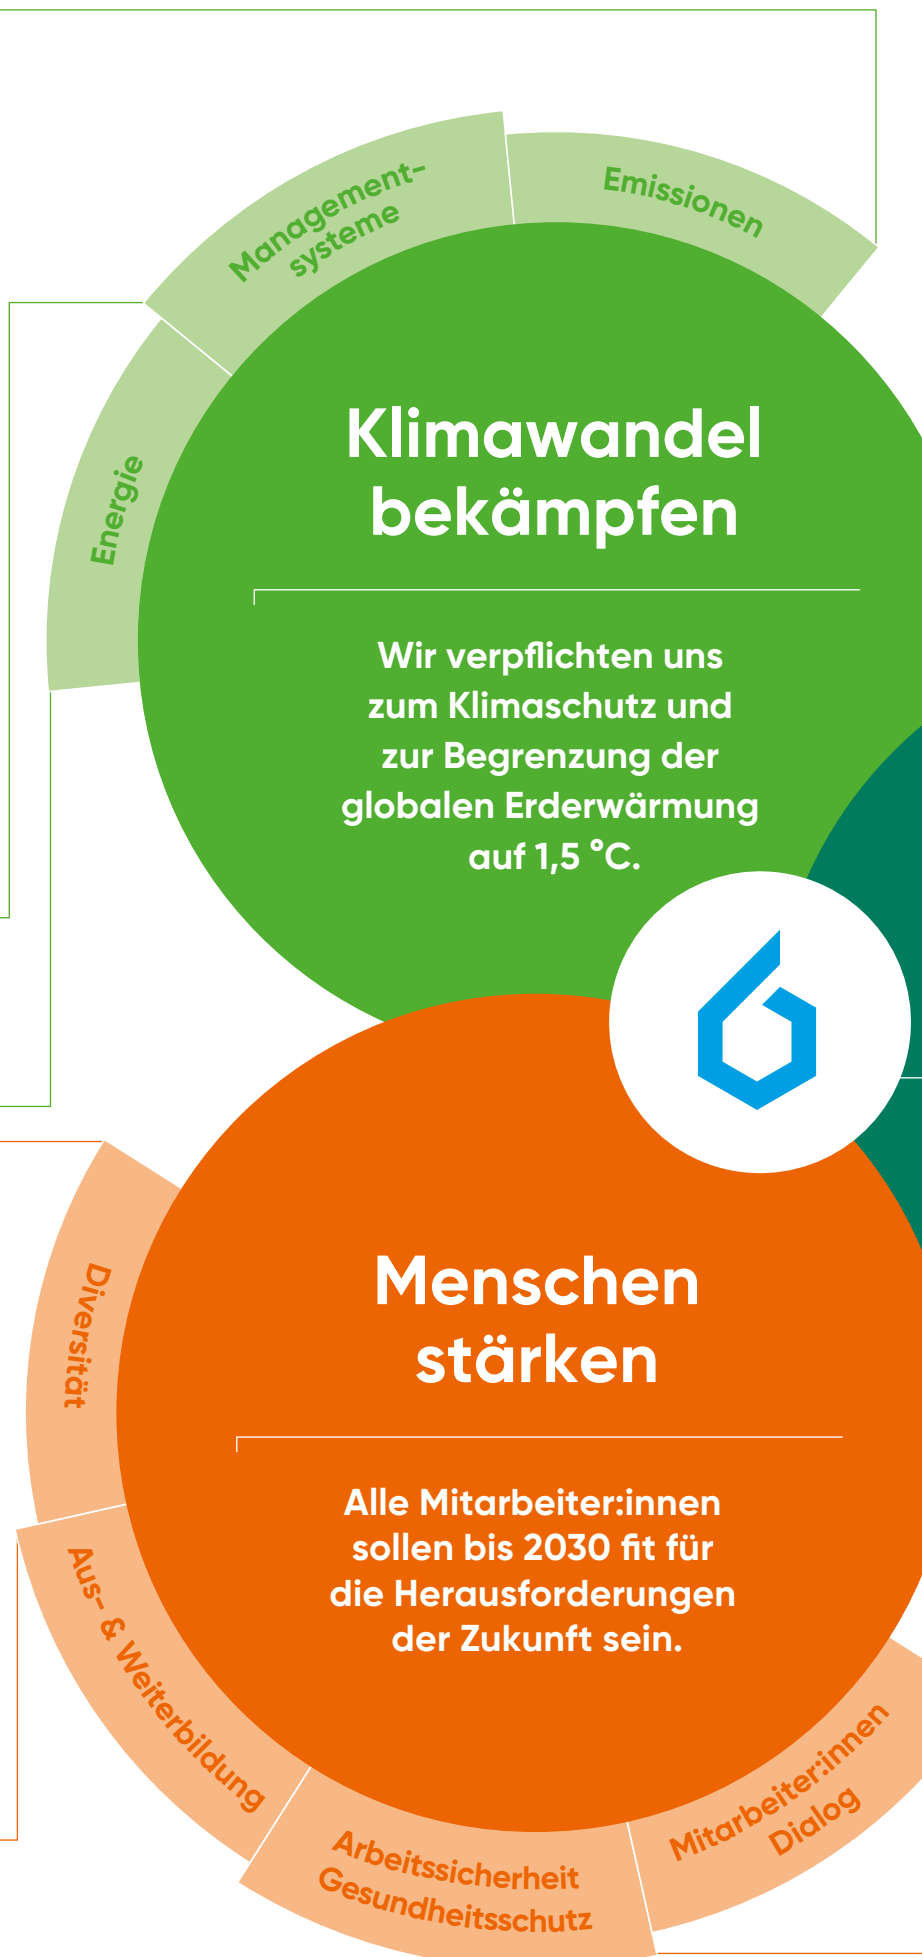 Management-
systeme
Emissionen
Energie
Klimawandel
bekämpfen
Wir verpflichten uns
zum Klimaschutz und
zur Begrenzung der
globalen Erderwärmung
auf 1,5 °C.
6
Menschen
stärken
Alle Mitarbeiter:innen
sollen bis 2030 fit für
die Herausforderungen
der Zukunft sein.
Diversität
Aus- & Weiterbildung
Arbeitssicherheit
Gesundheitsschutz
Mitarbeiter:innen
Dialog